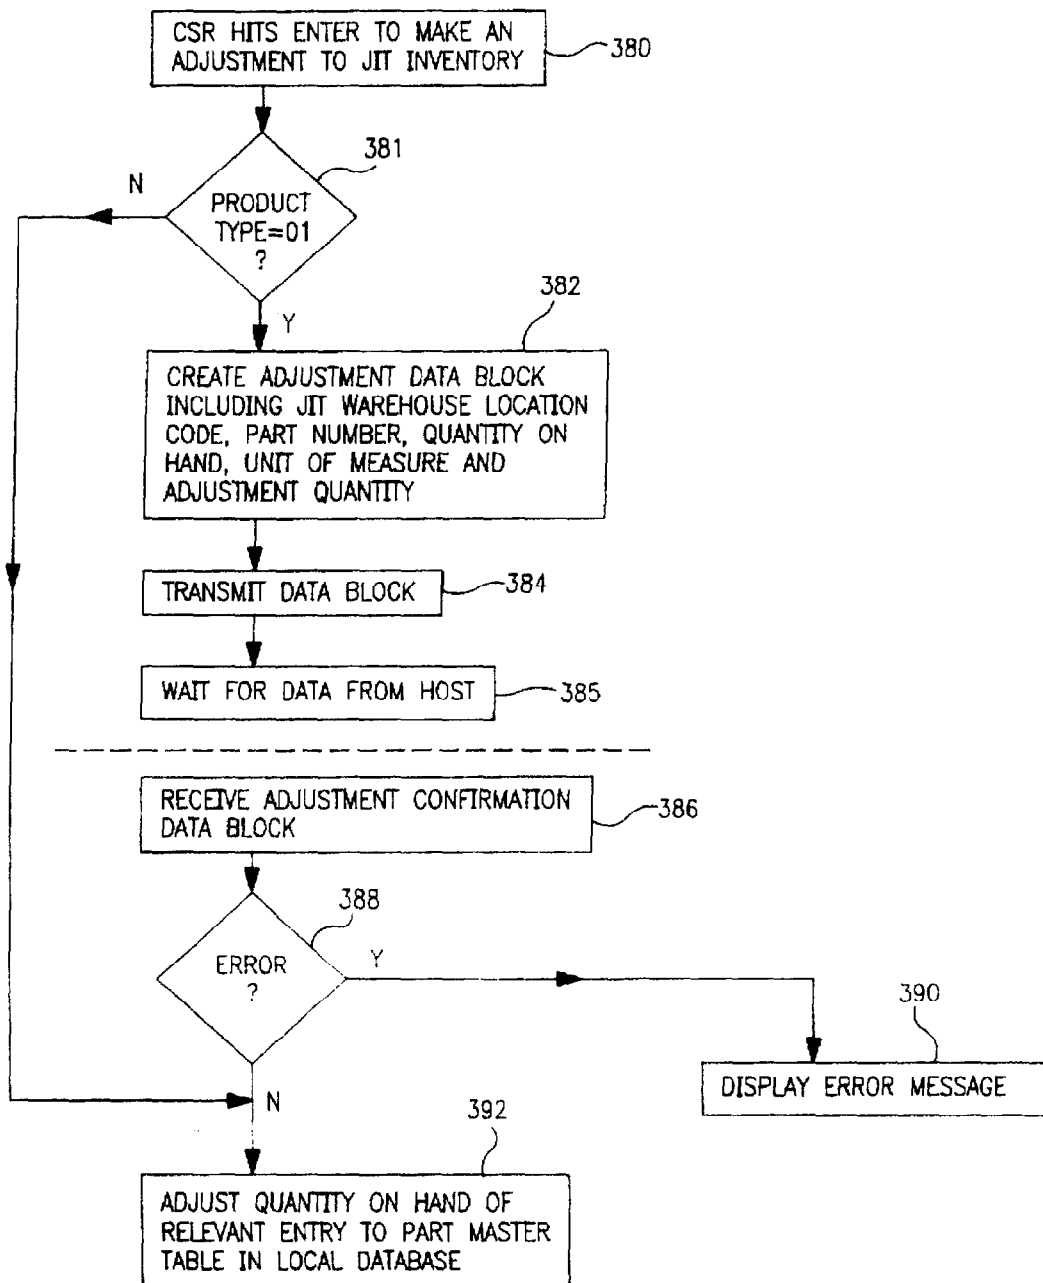 CSR HITS ENTER TO MAKE AN
ADJUSTMENT TO JIT INVENTORY
380
381
N
PRODUCT
TYPE=01
?
Y
382
CREATE ADJUSTMENT DATA BLOCK
INCLUDING JIT WAREHOUSE LOCATION
CODE, PART NUMBER, QUANTITY ON
HAND, UNIT OF MEASURE AND
ADJUSTMENT QUANTITY
TRANSMIT DATA BLOCK
384
WAIT FOR DATA FROM HOST
385
RECEIVE ADJUSTMENT CONFIRMATION
DATA BLOCK
386
388
ERROR
?
Y
390
DISPLAY ERROR MESSAGE
N
392
ADJUST QUANTITY ON HAND OF
RELEVANT ENTRY TO PART MASTER
TABLE IN LOCAL DATABASE